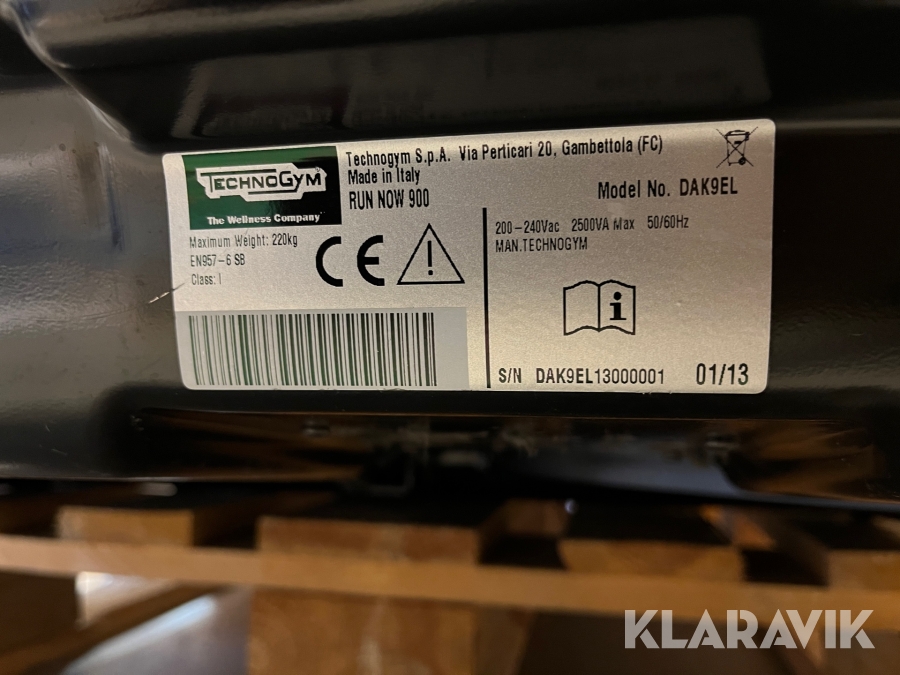 TECHNOGYM
The Wellness Company
Technogym S.p.A. Via Perticari 20, Gambettola (FC)
Made in Italy
RUN NOW 900
Model No. DAK9EL
Maximum Weight: 220kg
EN957-6 SB
Class: I
CE
200-240Vac 2500VA Max 50/60Hz
MAN.TECHNOGYM
S/N DAK9EL13000001 01/13
KLARAVIK